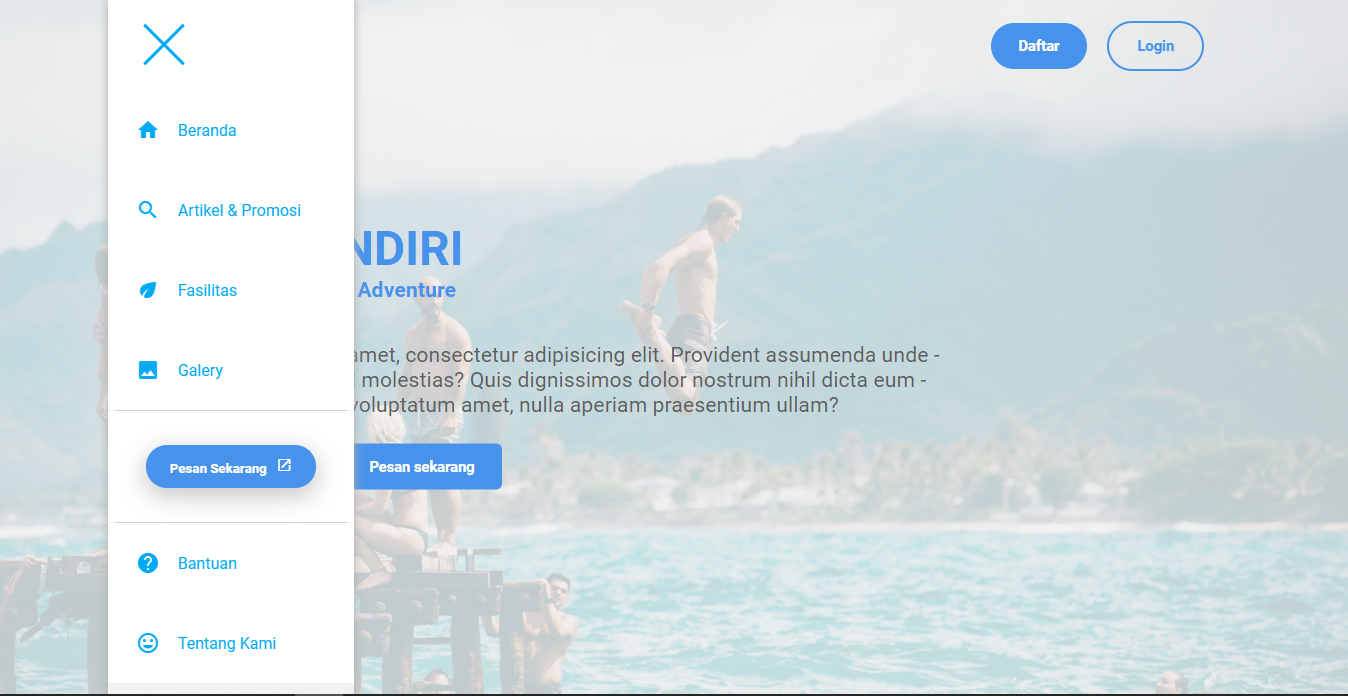 Daftar
Login
Beranda
Artikel & Promosi
Fasilitas
Galery
Pesan Sekarang
Bantuan
Tentang Kami
NDIRI
Adventure
amet, consectetur adipisicing elit. Provident assumenda unde -
molestias? Quis dignissimos dolor nostrum nihil dicta eum -
voluptatum amet, nulla aperiam praesentium ullam?
Pesan sekarang